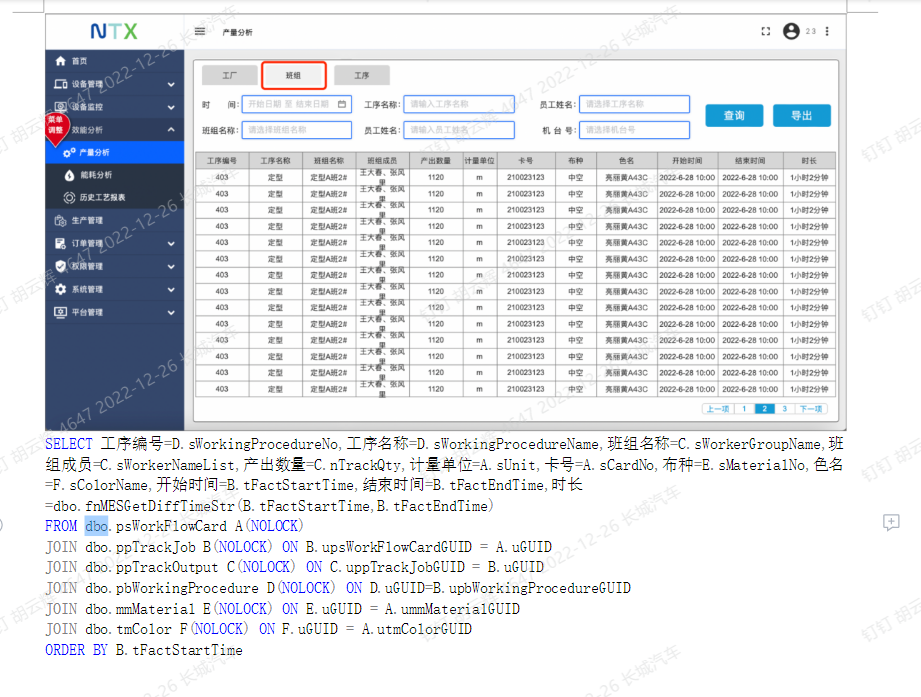 NTX
产量分析
2 3
首页
设备管理
设备监控
菜单
调整
效能分析
产量分析
能耗分析
历史工艺报表
生产管理
订单管理
权限管理
系统管理
平台管理
工厂 班组 工序
时 间: 开始日期 至 结束日期 工序名称: 请输入工序名称 员工姓名: 请选择工序名称
查询 导出
班组名称: 请选择班组名称 员工姓名: 请输入员工姓名 机 台 号: 请选择机台号
工序编号 工序名称 班组名称 班组成员 产出数量 计量单位 卡号 布种 色名 开始时间 结束时间 时长
403 定型 定型A班2# 王大春、张凤里 1120 m 210023123 中空 亮丽黄A43C 2022-6-28 10:00 2022-6-28 10:00 1小时2分钟
403 定型 定型A班2# 王大春、张凤里 1120 m 210023123 中空 亮丽黄A43C 2022-6-28 10:00 2022-6-28 10:00 1小时2分钟
403 定型 定型A班2# 王大春、张凤里 1120 m 210023123 中空 亮丽黄A43C 2022-6-28 10:00 2022-6-28 10:00 1小时2分钟
403 定型 定型A班2# 王大春、张凤里 1120 m 210023123 中空 亮丽黄A43C 2022-6-28 10:00 2022-6-28 10:00 1小时2分钟
403 定型 定型A班2# 王大春、张凤里 1120 m 210023123 中空 亮丽黄A43C 2022-6-28 10:00 2022-6-28 10:00 1小时2分钟
403 定型 定型A班2# 王大春、张凤里 1120 m 210023123 中空 亮丽黄A43C 2022-6-28 10:00 2022-6-28 10:00 1小时2分钟
403 定型 定型A班2# 王大春、张凤里 1120 m 210023123 中空 亮丽黄A43C 2022-6-28 10:00 2022-6-28 10:00 1小时2分钟
403 定型 定型A班2# 王大春、张凤里 1120 m 210023123 中空 亮丽黄A43C 2022-6-28 10:00 2022-6-28 10:00 1小时2分钟
403 定型 定型A班2# 王大春、张凤里 1120 m 210023123 中空 亮丽黄A43C 2022-6-28 10:00 2022-6-28 10:00 1小时2分钟
403 定型 定型A班2# 王大春、张凤里 1120 m 210023123 中空 亮丽黄A43C 2022-6-28 10:00 2022-6-28 10:00 1小时2分钟
403 定型 定型A班2# 王大春、张凤里 1120 m 210023123 中空 亮丽黄A43C 2022-6-28 10:00 2022-6-28 10:00 1小时2分钟
403 定型 定型A班2# 王大春、张凤里 1120 m 210023123 中空 亮丽黄A43C 2022-6-28 10:00 2022-6-28 10:00 1小时2分钟
403 定型 定型A班2# 王大春、张凤里 1120 m 210023123 中空 亮丽黄A43C 2022-6-28 10:00 2022-6-28 10:00 1小时2分钟
403 定型 定型A班2# 王大春、张凤里 1120 m 210023123 中空 亮丽黄A43C 2022-6-28 10:00 2022-6-28 10:00 1小时2分钟
上一项 1 2 3 下一项
SELECT 工序编号=D.sWorkingProcedureNo,工序名称=D.sWorkingProcedureName,班组名称=C.sWorkerGroupName,班
组成员=C.sWorkerNameList,产出数量=C.nTrackQty,计量单位=A.sUnit,卡号=A.sCardNo,布种=E.sMaterialNo,色名
=F.sColorName,开始时间=B.tFactStartTime,结束时间=B.tFactEndTime,时长
=dbo.fnMESGetDiffTimeStr(B.tFactStartTime,B.tFactEndTime)
FROM dbo.psWorkFlowCard A(NOLOCK)
JOIN dbo.ppTrackJob B(NOLOCK) ON B.upsWorkFlowCardGUID = A.uGUID
JOIN dbo.ppTrackOutput C(NOLOCK) ON C.uppTrackJobGUID = B.uGUID
JOIN dbo.pbWorkingProcedure D(NOLOCK) ON D.uGUID=B.upbWorkingProcedureGUID
JOIN dbo.mmMaterial E(NOLOCK) ON E.uGUID = A.ummMaterialGUID
JOIN dbo.tmColor F(NOLOCK) ON F.uGUID = A.utmColorGUID
ORDER BY B.tFactStartTime